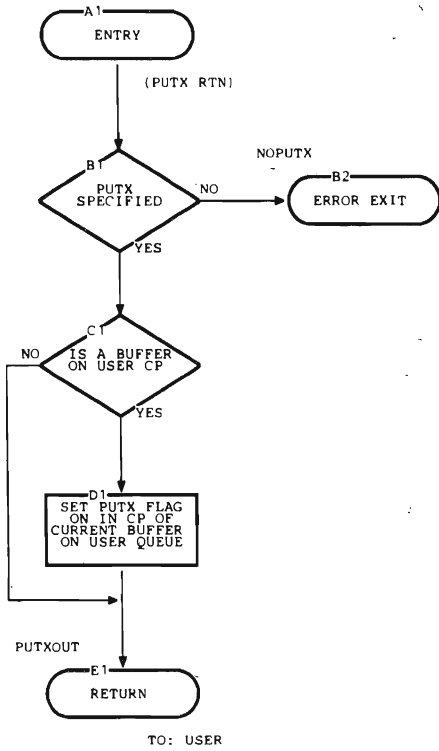 A1
ENTRY
(PUTX RTN)
NOPUTX
B1
PUTX
SPECIFIED
NO
YES
B2
ERROR EXIT
C1
NO
IS A BUFFER
ON USER CP
YES
D1
SET PUTX FLAG
ON IN CP OF
CURRENT BUFFER
ON USER QUEUE
PUTXOUT
E1
RETURN
TO: USER